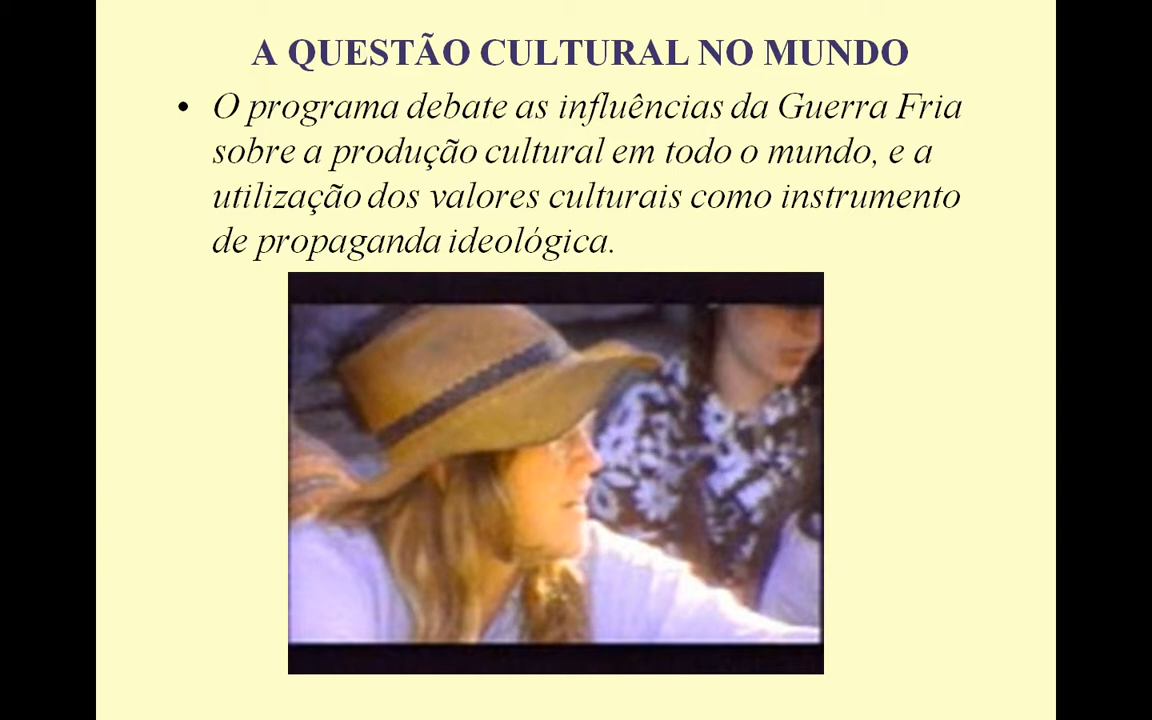 A QUESTÃO CULTURAL NO MUNDO
• O programa debate as influências da Guerra Fria
sobre a produção cultural em todo o mundo, e a
utilização dos valores culturais como instrumento
de propaganda ideológica.